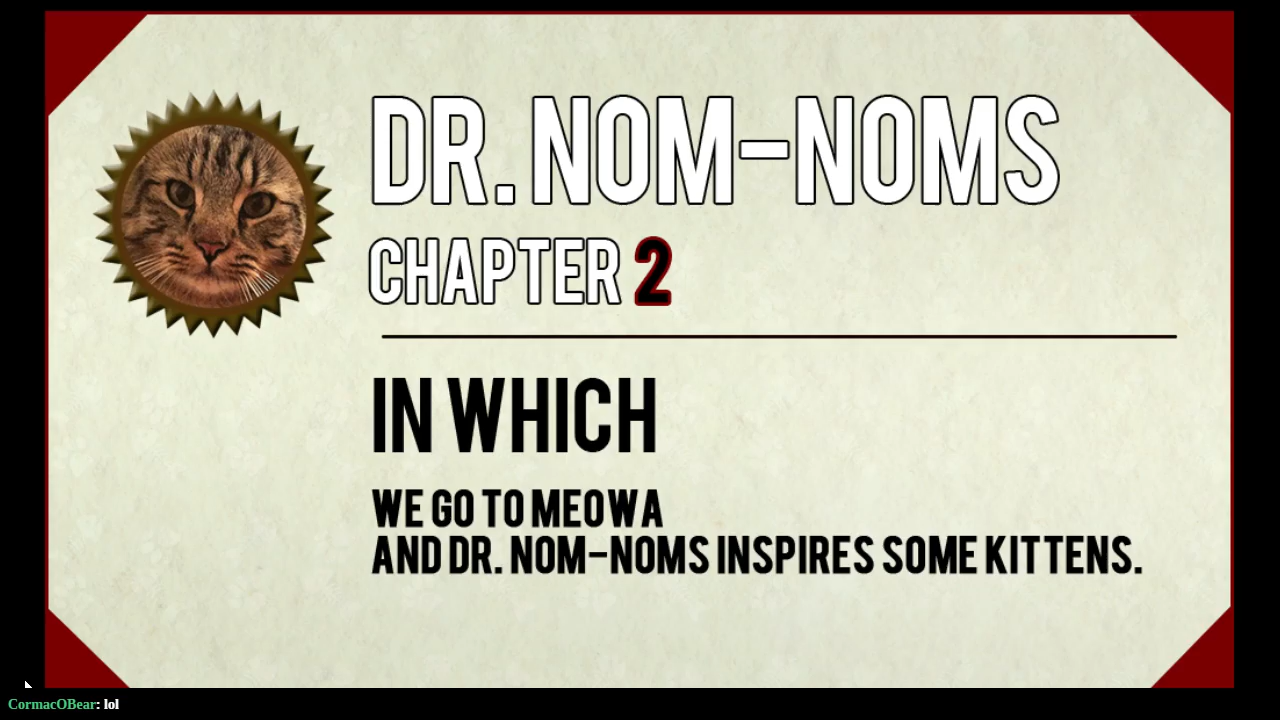 DR. NOM-NOMS
CHAPTER 2
IN WHICH
WE GO TO MEOWA
AND DR. NOM-NOMS INSPIRES SOME KITTENS.
CormacOBear: lol